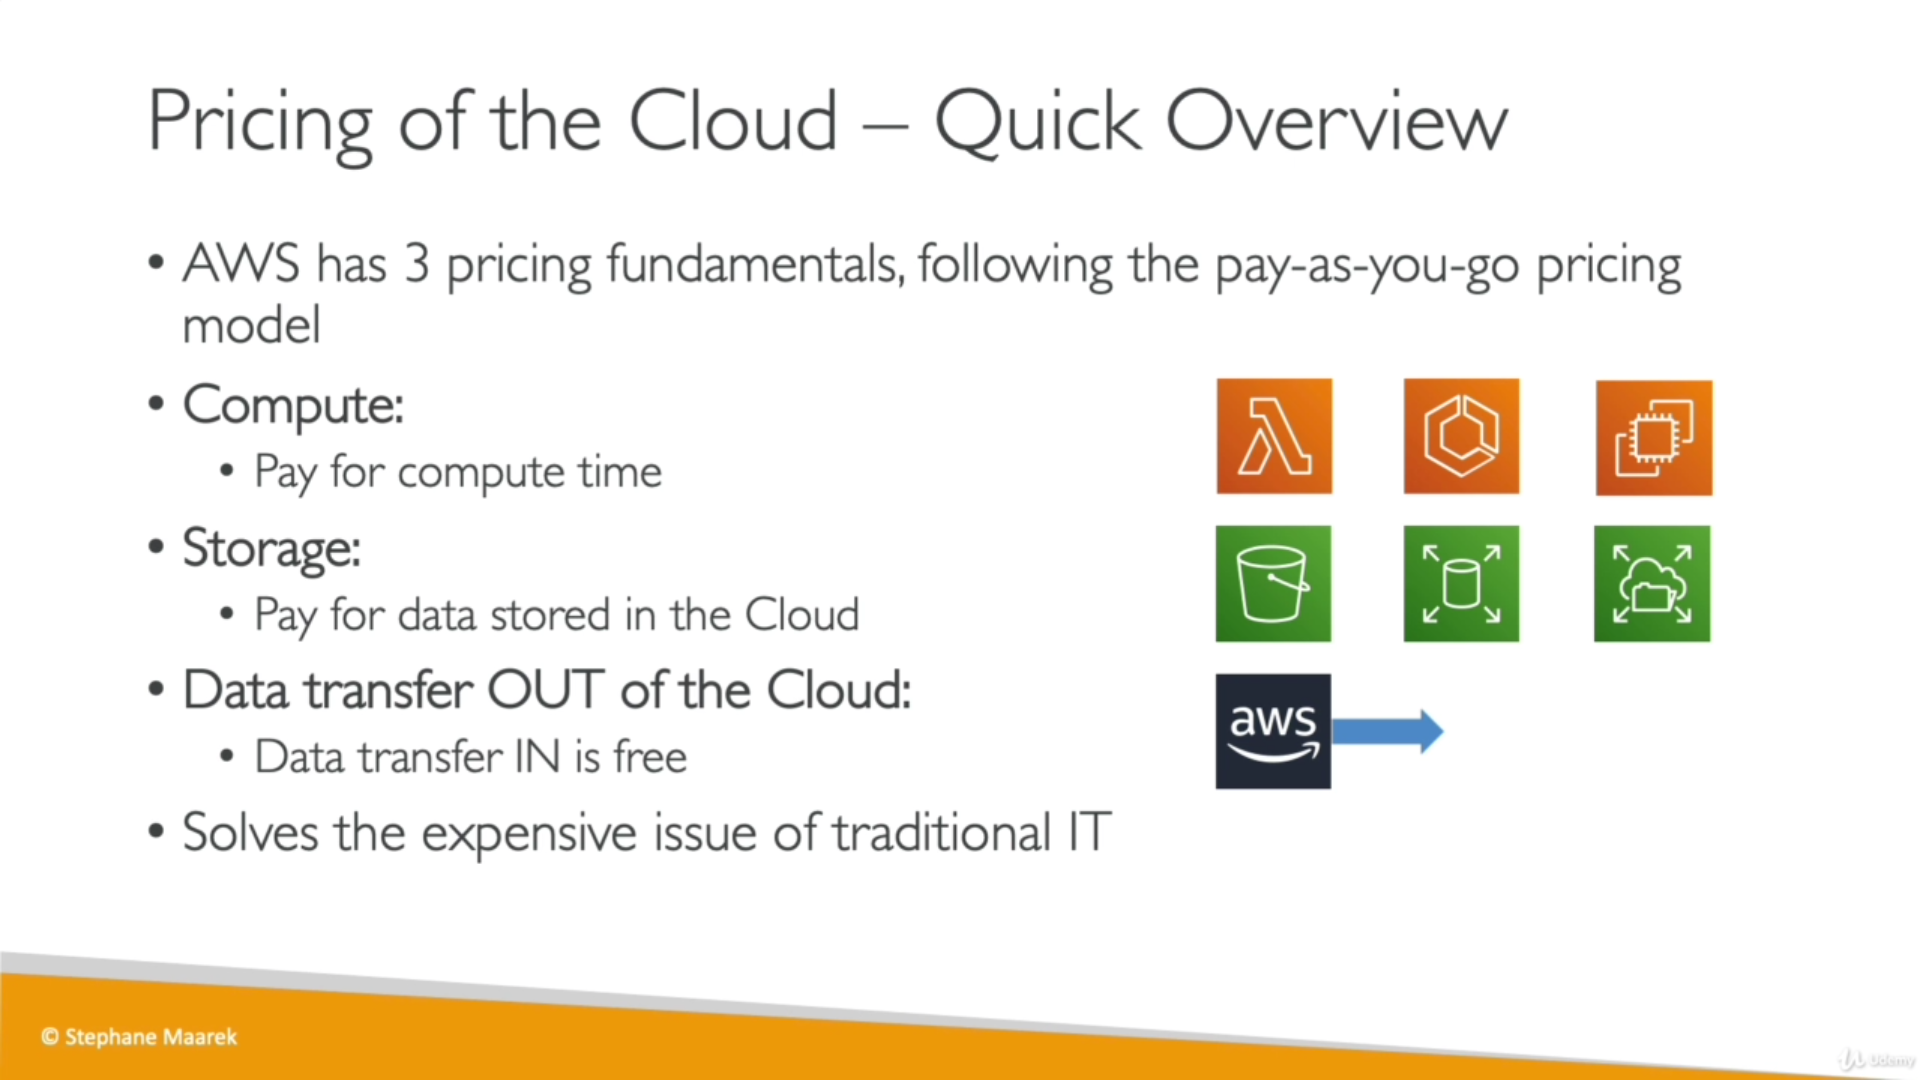 Pricing of the Cloud – Quick Overview
• AWS has 3 pricing fundamentals, following the pay-as-you-go pricing
model
• Compute:
• Pay for compute time
• Storage:
• Pay for data stored in the Cloud
• Data transfer OUT of the Cloud:
• Data transfer IN is free
aws
• Solves the expensive issue of traditional IT
© Stephane Maarek
Udemy